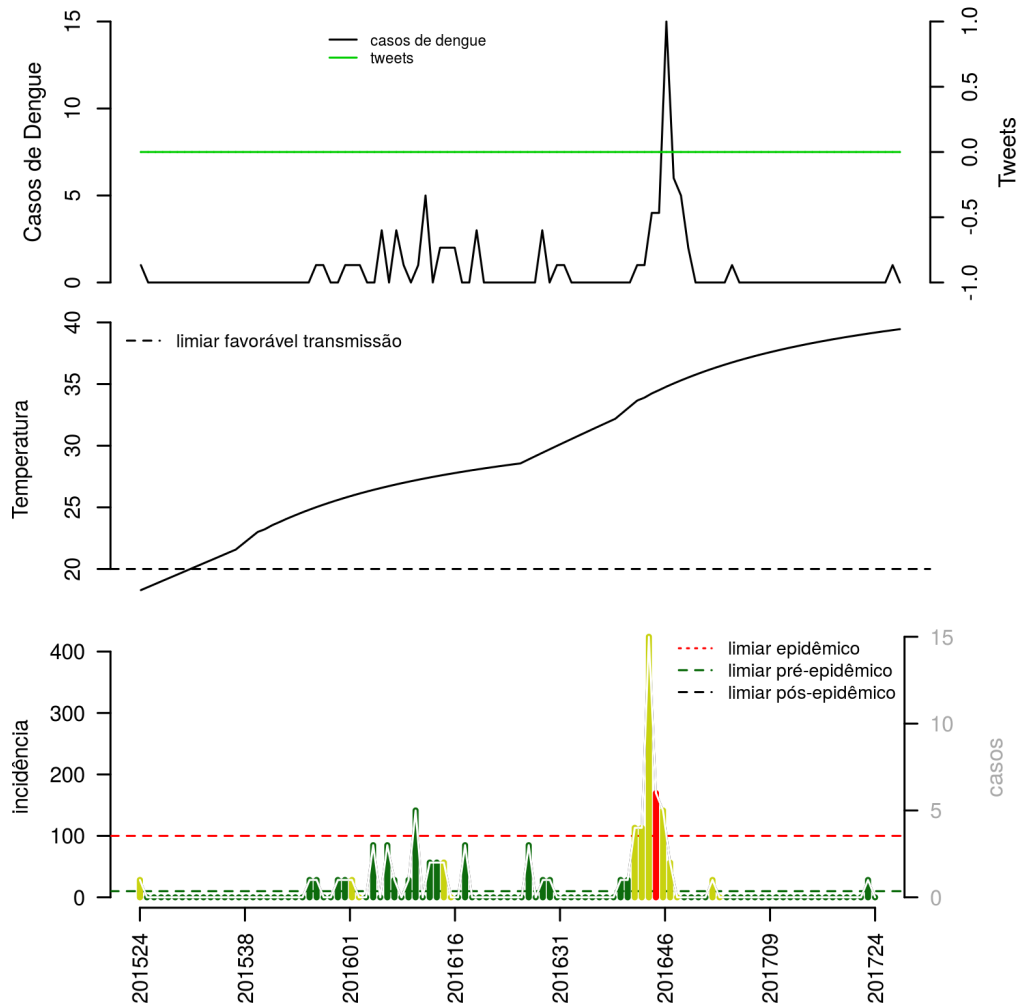 casos de dengue
tweets
Casos de Dengue
15
10
5
0
1.0
0.5
0.0
-0.5
-1.0
Tweets
limiar favorável transmissão
Temperatura
40
35
30
25
20
limiar epidêmico
limiar pré-epidêmico
limiar pós-epidêmico
incidência
400
300
200
100
0
15
10
5
0
casos
201524
201538
201601
201616
201631
201646
201709
201724